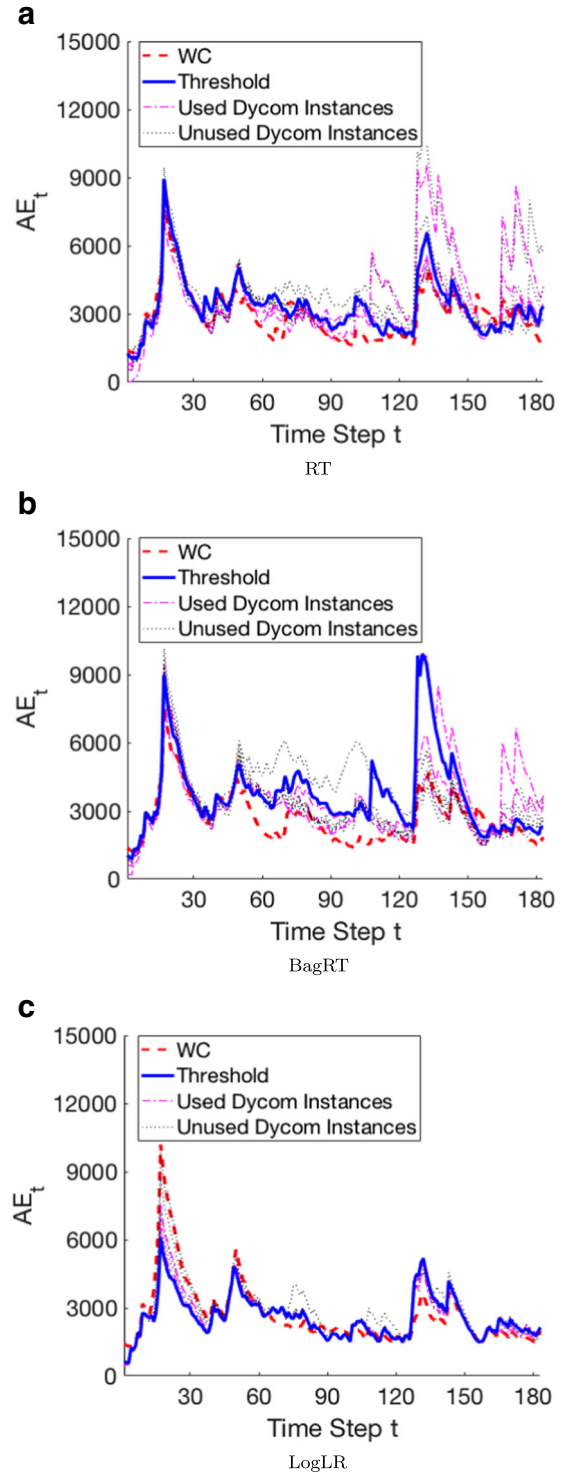 a
15000
12000
9000
6000
3000
0
AEt
WC
Threshold
Used Dycom Instances
Unused Dycom Instances
30 60 90 120 150 180
Time Step t
RT
b
15000
12000
9000
6000
3000
0
AEt
WC
Threshold
Used Dycom Instances
Unused Dycom Instances
30 60 90 120 150 180
Time Step t
BagRT
c
15000
12000
9000
6000
3000
0
AEt
WC
Threshold
Used Dycom Instances
Unused Dycom Instances
30 60 90 120 150 180
Time Step t
LogLR